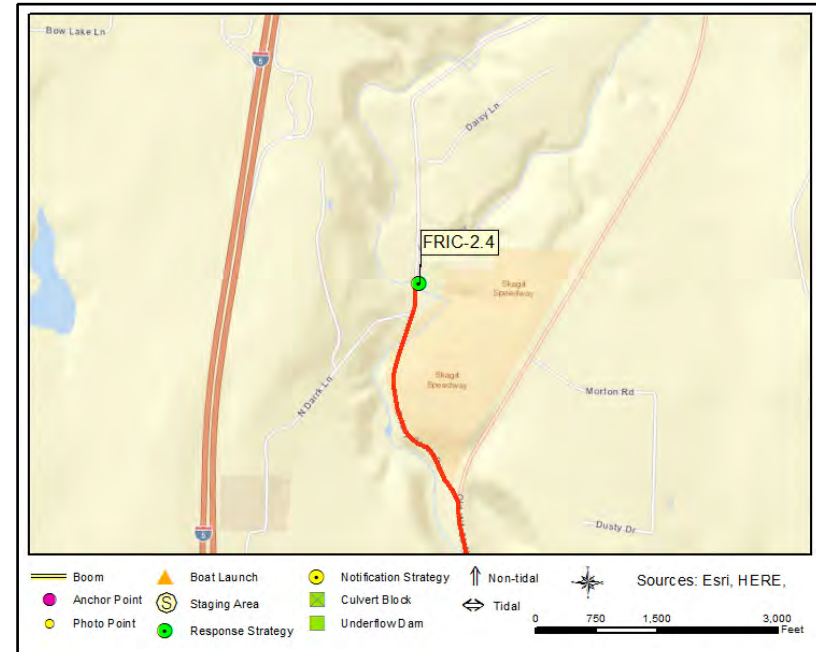 Bow Lake Ln
5
Darsy Ln
FRIC-2.4
Skagit
Speedway
Skagit
Speedway
N Darrk Ln
Morton Rd
Dusty Dr
5
Boom
Anchor Point
Photo Point
Boat Launch
S
Staging Area
Response Strategy
Notification Strategy
Culvert Block
Underflow Dam
Non-tidal
Tidal
Sources: Esri, HERE,
0 750 1,500 3,000
Feet